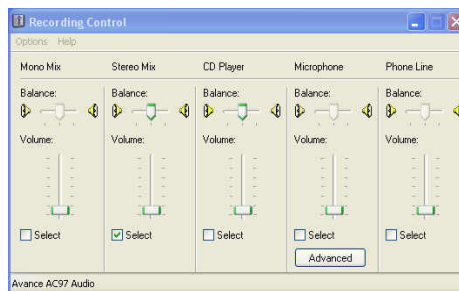 Recording Control
Options Help
Mono Mix Stereo Mix CD Player Microphone Phone Line
Balance: Balance: Balance: Balance: Balance:
Volume: Volume: Volume: Volume: Volume:
Select Select Select Select Select
Advanced
Avance AC97 Audio